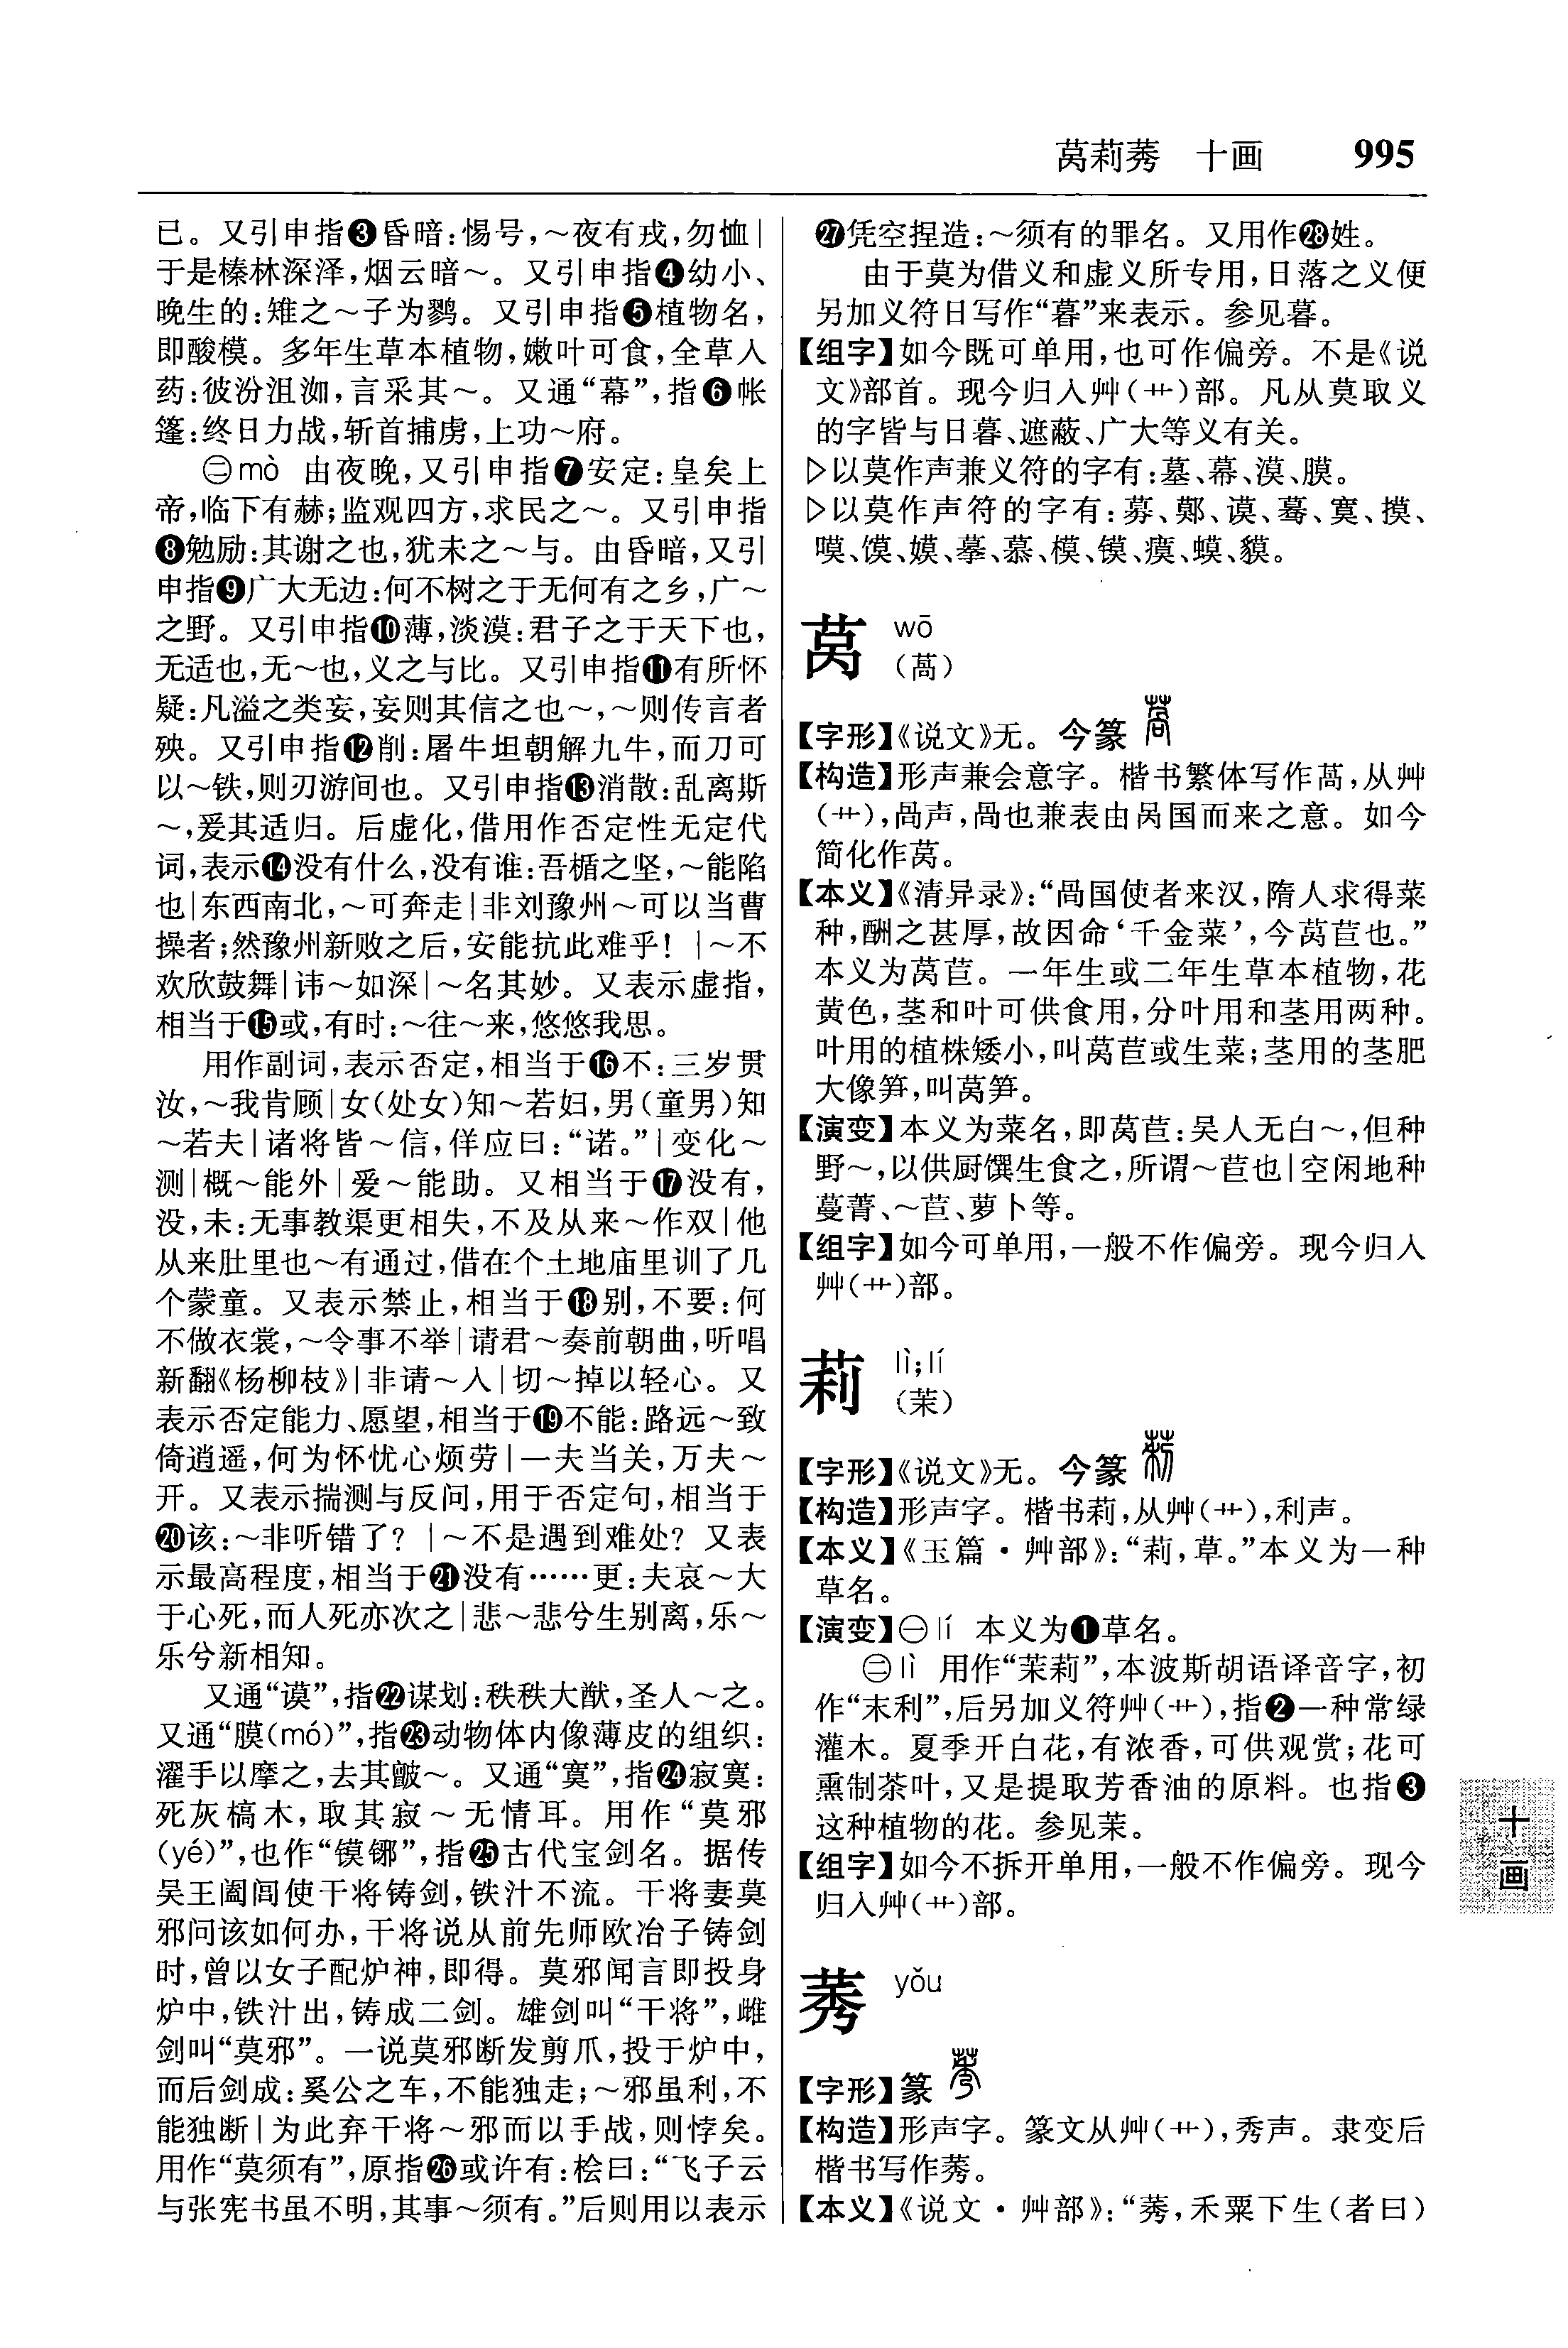 莴莉莠　十画　995
已。又引申指❸昏暗:惕号,～夜有戎,勿恤|
于是榛林深泽,烟云暗～。又引申指❹幼小、
晚生的:雉之～子为鹨。又引申指❺植物名,
即酸模。多年生草本植物,嫩叶可食,全草入
药:彼汾沮洳,言采其～。又通“幕”,指❻帐
篷:终日力战,斩首捕虏,上功～府。
㊁mò　由夜晚,又引申指❼安定:皇矣上
帝,临下有赫;监观四方,求民之～。又引申指
❽勉励:其谢之也,犹未之～与。由昏暗,又引
申指❾广大无边:何不树之于无何有之乡,广～
之野。又引申指❿薄,淡漠:君子之于天下也,
无适也,无～也,义之与比。又引申指⓫有所怀
疑:凡溢之类妄,妄则其信之也～,～则传言者
殃。又引申指⓬削:屠牛坦朝解九牛,而刀可
以～铁,则刃游间也。又引申指⓭消散:乱离斯
～,爰其适归。后虚化,借用作否定性无定代
词,表示⓮没有什么,没有谁:吾楯之坚,～能陷
也|东西南北,～可奔走|非刘豫州～可以当曹
操者;然豫州新败之后,安能抗此难乎!|～不
欢欣鼓舞|讳～如深|～名其妙。又表示虚指,
相当于⓯或,有时:～往～来,悠悠我思。
用作副词,表示否定,相当于⓰不:三岁贯
汝,～我肯顾|女(处女)知～若妇,男(童男)知
～若夫|诸将皆～信,佯应曰:“诺。”|变化～
测|概～能外|爱～能助。又相当于⓱没有,
没,未:无事教渠更相失,不及从来～作双|他
从来肚里也～有通过,借在个土地庙里训了几
个蒙童。又表示禁止,相当于⓲别,不要:何
不做衣裳,～令事不举|请君～奏前朝曲,听唱
新翻《杨柳枝》|非请～入|切～掉以轻心。又
表示否定能力、愿望,相当于⓳不能:路远～致
倚逍遥,何为怀忧心烦劳|一夫当关,万夫～
开。又表示揣测与反问,用于否定句,相当于
⓴该:～非听错了?|～不是遇到难处?又表
示最高程度,相当于㉑没有……更:夫哀～大
于心死,而人死亦次之|悲～悲兮生别离,乐～
乐兮新相知。
又通“谟”,指㉒谋划:秩秩大猷,圣人～之。
又通“膜(mó)”,指㉓动物体内像薄皮的组织:
濯手以摩之,去其皽～。又通“寞”,指㉔寂寞:
死灰槁木,取其寂～无情耳。用作“莫邪
(yé)”,也作“镆铘”,指㉕古代宝剑名。据传
吴王阖闾使干将铸剑,铁汁不流。干将妻莫
邪问该如何办,干将说从前先师欧冶子铸剑
时,曾以女子配炉神,即得。莫邪闻言即投身
炉中,铁汁出,铸成二剑。雄剑叫“干将”,雌
剑叫“莫邪”。一说莫邪断发剪爪,投于炉中,
而后剑成:奚公之车,不能独走;～邪虽利,不
能独断|为此弃干将～邪而以手战,则悖矣。
用作“莫须有”,原指㉖或许有:桧曰:“飞子云
与张宪书虽不明,其事～须有。”后则用以表示
㉗凭空捏造:～须有的罪名。又用作㉘姓。
由于莫为借义和虚义所专用,日落之义便
另加义符日写作“暮”来表示。参见暮。
【组字】如今既可单用,也可作偏旁。不是《说
文》部首。现今归入艸(艹)部。凡从莫取义
的字皆与日暮、遮蔽、广大等义有关。
▷以莫作声兼义符的字有:墓、幕、漠、膜。
▷以莫作声符的字有:募、鄚、谟、蓦、寞、摸、
嗼、馍、嫫、摹、慕、模、镆、瘼、蟆、貘。
莴　wō
(萵)
【字形】《说文》无。今篆
【构造】形声兼会意字。楷书繁体写作萵,从艸
(艹),咼声,咼也兼表由呙国而来之意。如今
简化作莴。
【本义】《清异录》:“咼国使者来汉,隋人求得菜
种,酬之甚厚,故因命‘千金菜’,今莴苣也。”
本义为莴苣。一年生或二年生草本植物,花
黄色,茎和叶可供食用,分叶用和茎用两种。
叶用的植株矮小,叫莴苣或生菜;茎用的茎肥
大像笋,叫莴笋。
【演变】本义为菜名,即莴苣:吴人无白～,但种
野～,以供厨馔生食之,所谓～苣也|空闲地种
蔓菁、～苣、萝卜等。
【组字】如今可单用,一般不作偏旁。现今归入
艸(艹)部。
莉　lì;lí
(茉)
【字形】《说文》无。今篆
【构造】形声字。楷书莉,从艸(艹),利声。
【本义】《玉篇·艸部》:“莉,草。”本义为一种
草名。
【演变】㊀lí　本义为❶草名。
㊁lì　用作“茉莉”,本波斯胡语译音字,初
作“末利”,后另加义符艸(艹),指❷一种常绿
灌木。夏季开白花,有浓香,可供观赏;花可
熏制茶叶,又是提取芳香油的原料。也指❸
这种植物的花。参见茉。
【组字】如今不拆开单用,一般不作偏旁。现今
归入艸(艹)部。
莠　yǒu
【字形】篆
【构造】形声字。篆文从艸(艹),秀声。隶变后
楷书写作莠。
【本义】《说文·艸部》:“莠,禾粟下生(者曰)
十画